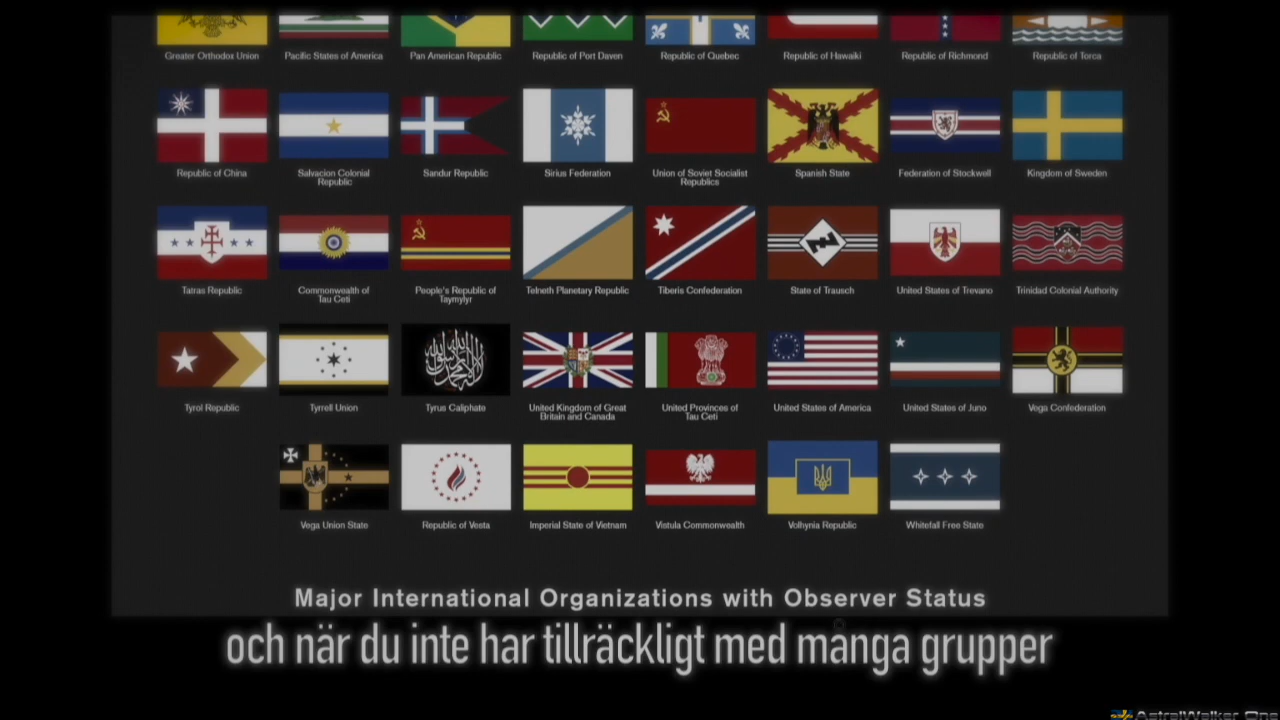 Greater Orthodox Union
Pacific States of America
Pan American Republic
Republic of Port Daven
Republic of Quebec
Republic of Hawaiki
Republic of Richmond
Republic of Torca
Republic of China
Salvacion Colonial
Republic
Sandur Republic
Sirius Federation
Union of Soviet Socialist
Republics
Spanish State
Federation of Stockwell
Kingdom of Sweden
Tatras Republic
Commonwealth of
Tau Ceti
People's Republic of
Taymylyr
Telneth Planetary Republic
Tiberis Confederation
State of Trausch
United States of Trevano
Trinidad Colonial Authority
Tyrol Republic
Tyrrell Union
Tyrus Caliphate
United Kingdom of Great
Britain and Canada
United Provinces of
Tau Ceti
United States of America
United States of Juno
Vega Confederation
Vega Union State
Republic of Vesta
Imperial State of Vietnam
Vistula Commonwealth
Volhynia Republic
Whitefall Free State
Major International Organizations with Observer Status
och när du inte har tillräckligt med många grupper